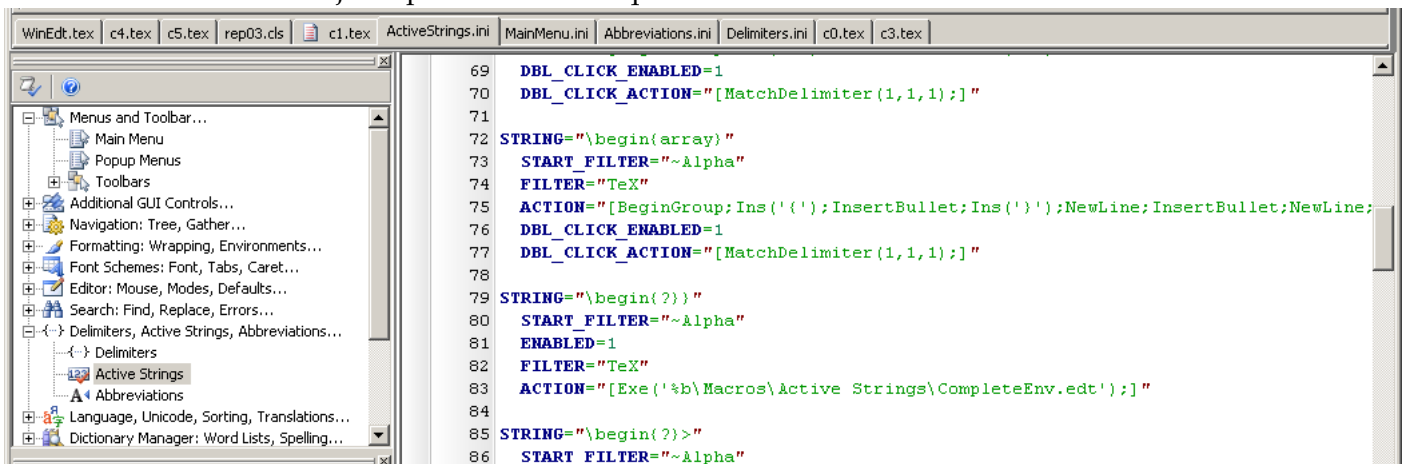 WinEdt.tex c4.tex c5.tex rep03.cls c1.tex ActiveStrings.ini MainMenu.ini Abbreviations.ini Delimiters.ini c0.tex c3.tex
Menus and Toolbar...
Main Menu
Popup Menus
Toolbars
Additional GUI Controls...
Navigation: Tree, Gather...
Formatting: Wrapping, Environments...
Font Schemes: Font, Tabs, Caret...
Editor: Mouse, Modes, Defaults...
Search: Find, Replace, Errors...
Delimiters, Active Strings, Abbreviations...
Delimiters
Active Strings
Abbreviations
Language, Unicode, Sorting, Translations...
Dictionary Manager: Word Lists, Spelling...
69 DBL_CLICK_ENABLED=1
70 DBL_CLICK_ACTION="[MatchDelimiter(1,1,1);]"
71
72 STRING="\begin{array}"
73 START_FILTER="~Alpha"
74 FILTER="TeX"
75 ACTION="[BeginGroup;Ins('{');InsertBullet;Ins('}');NewLine;InsertBullet;NewLine;
76 DBL_CLICK_ENABLED=1
77 DBL_CLICK_ACTION="[MatchDelimiter(1,1,1);]"
78
79 STRING="\begin{?}}"
80 START_FILTER="~Alpha"
81 ENABLED=1
82 FILTER="TeX"
83 ACTION="[Exe('%b\Macros\Active Strings\CompleteEnv.edt');]"
84
85 STRING="\begin{?}>"
86 START_FILTER="~Alpha"